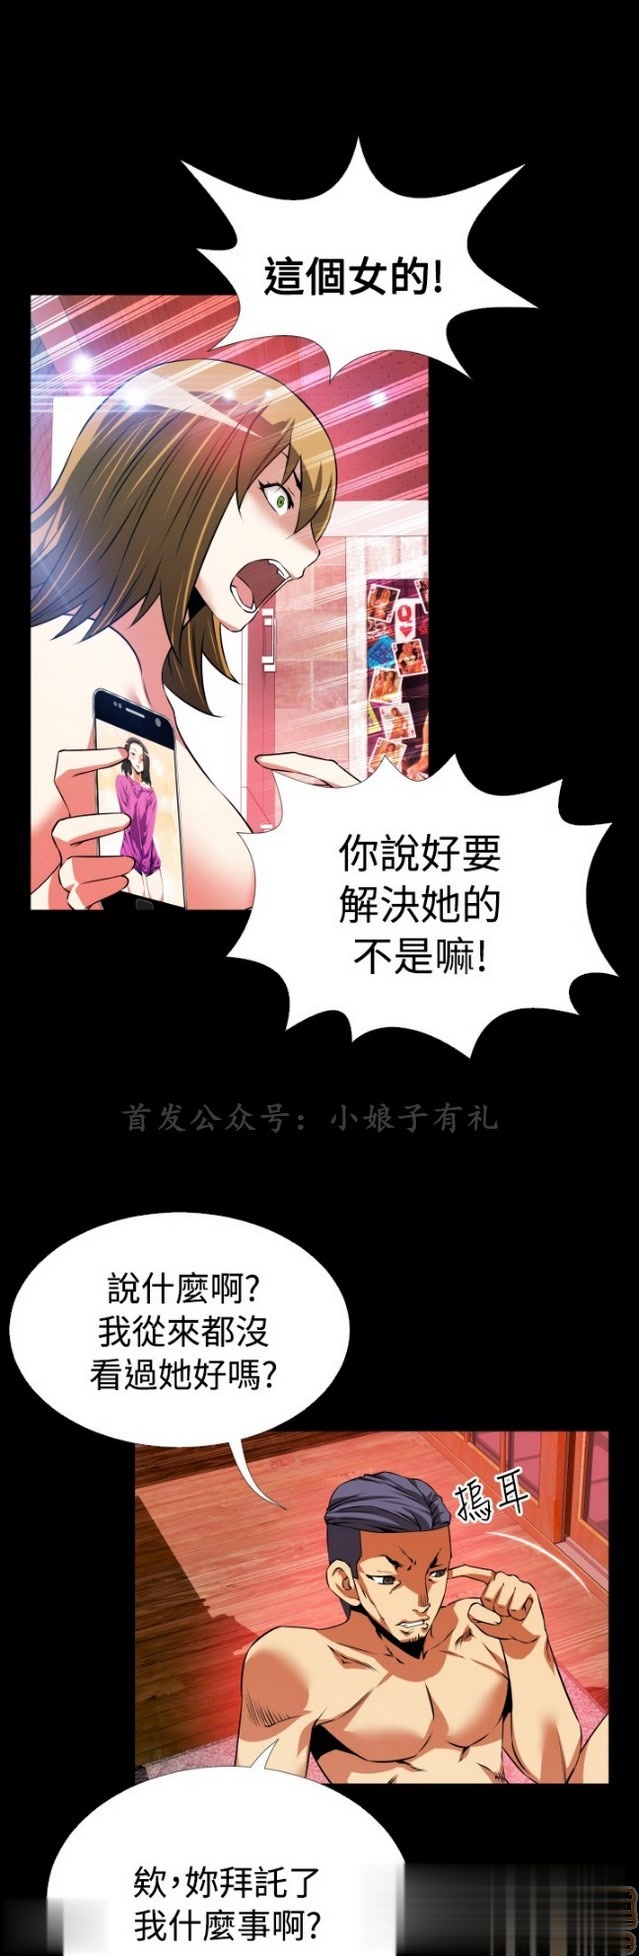 這個女的!
你說好要
解決她的
不是嘛!
首发公众号：小娘子有礼
說什麼啊?
我從來都沒
看過她好嗎?
摀耳
欸,妳拜託了
我什麼事啊?